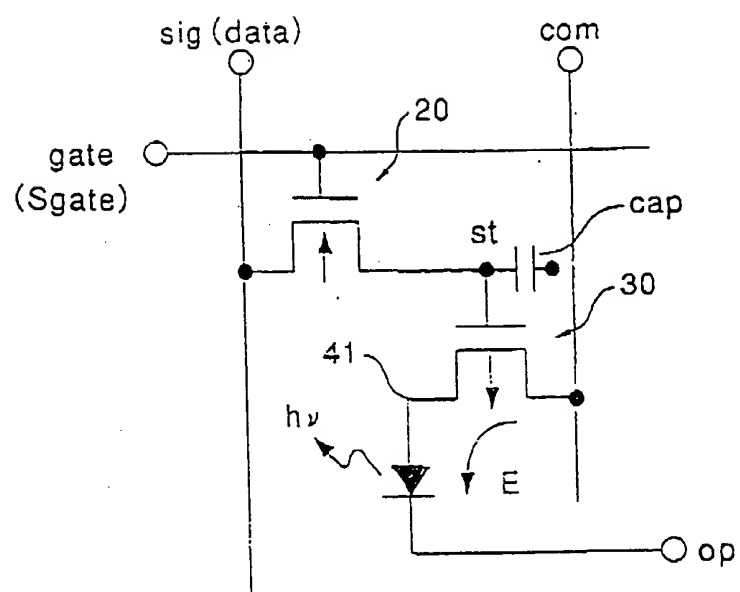 sig (data)
com
20
gate
(Sgate)
cap
st
30
41
hν
E
op